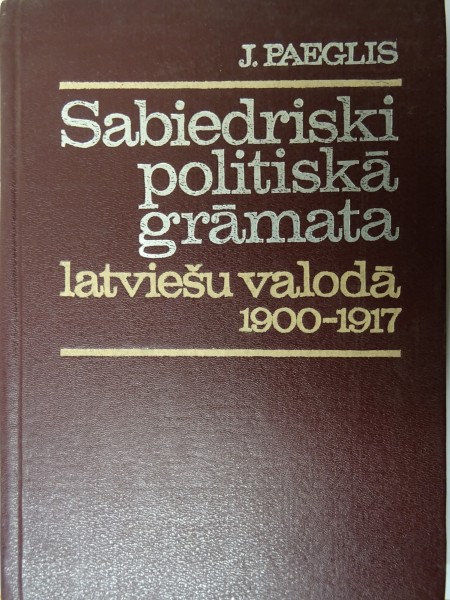 J. PAEGLIS
Sabiedriski
politiskā
grāmata
latviešu valodā
1900-1917